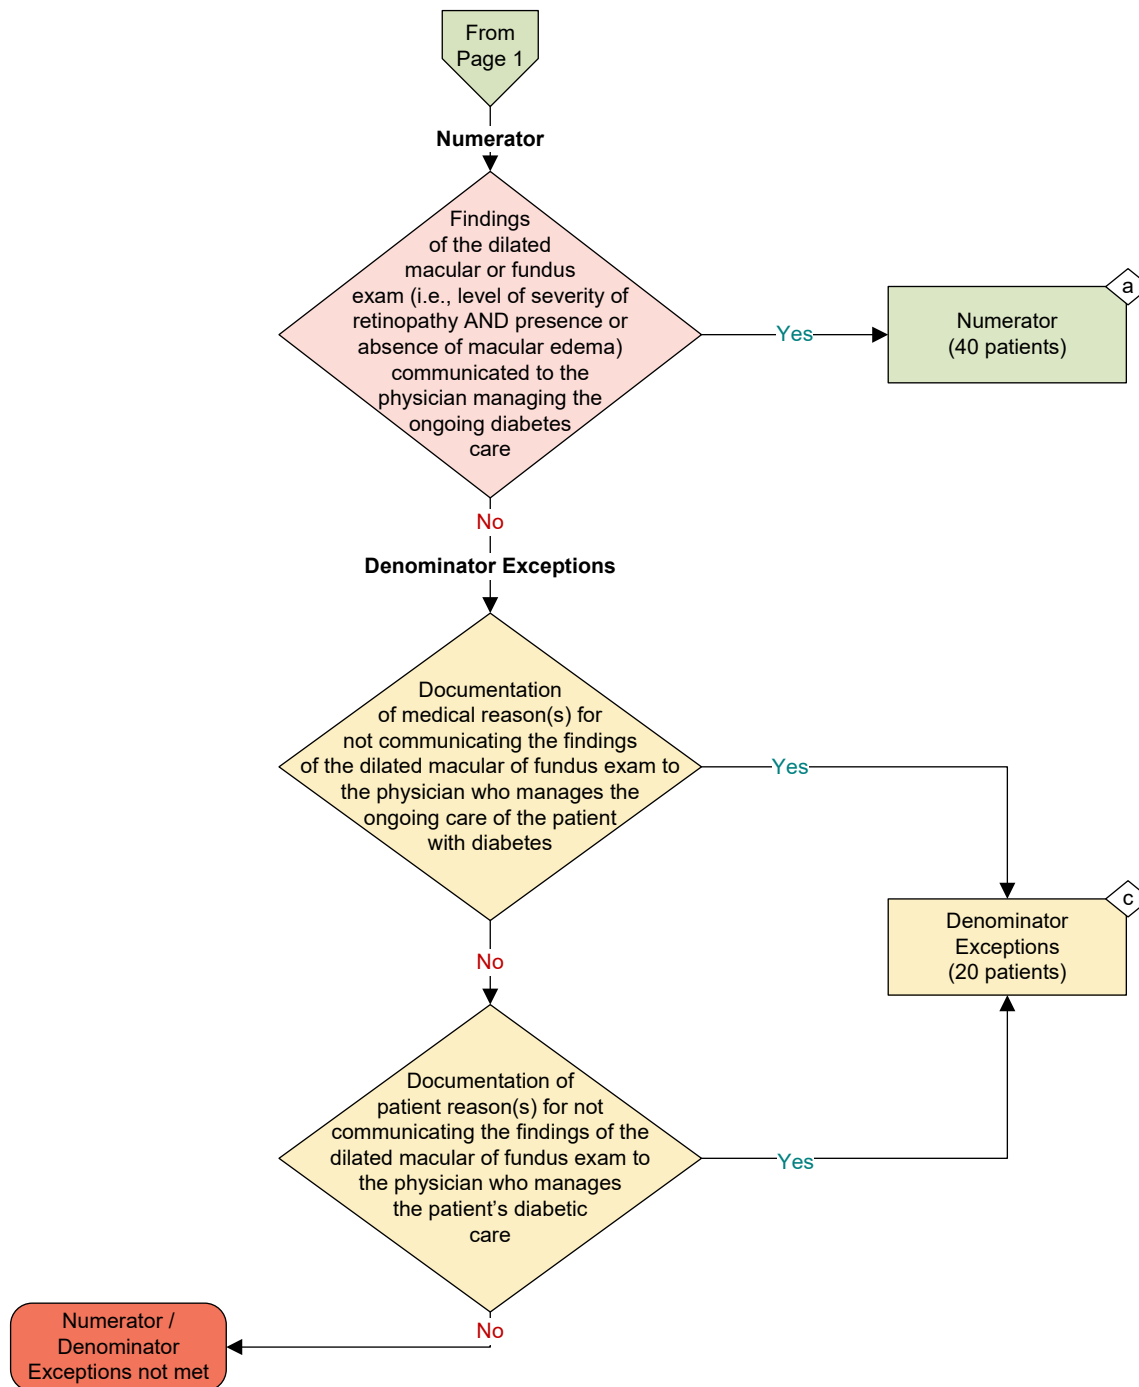 From
Page 1
Numerator
Findings
of the dilated
macular or fundus
exam (i.e., level of severity of
retinopathy AND presence or
absence of macular edema)
communicated to the
physician managing the
ongoing diabetes
care
Yes
a
Numerator
(40 patients)
No
Denominator Exceptions
Documentation
of medical reason(s) for
not communicating the findings
of the dilated macular of fundus exam to
the physician who manages the
ongoing care of the patient
with diabetes
Yes
c
Denominator
Exceptions
(20 patients)
No
Documentation of
patient reason(s) for not
communicating the findings of the
dilated macular of fundus exam to
the physician who manages
the patient’s diabetic
care
Yes
No
Numerator /
Denominator
Exceptions not met